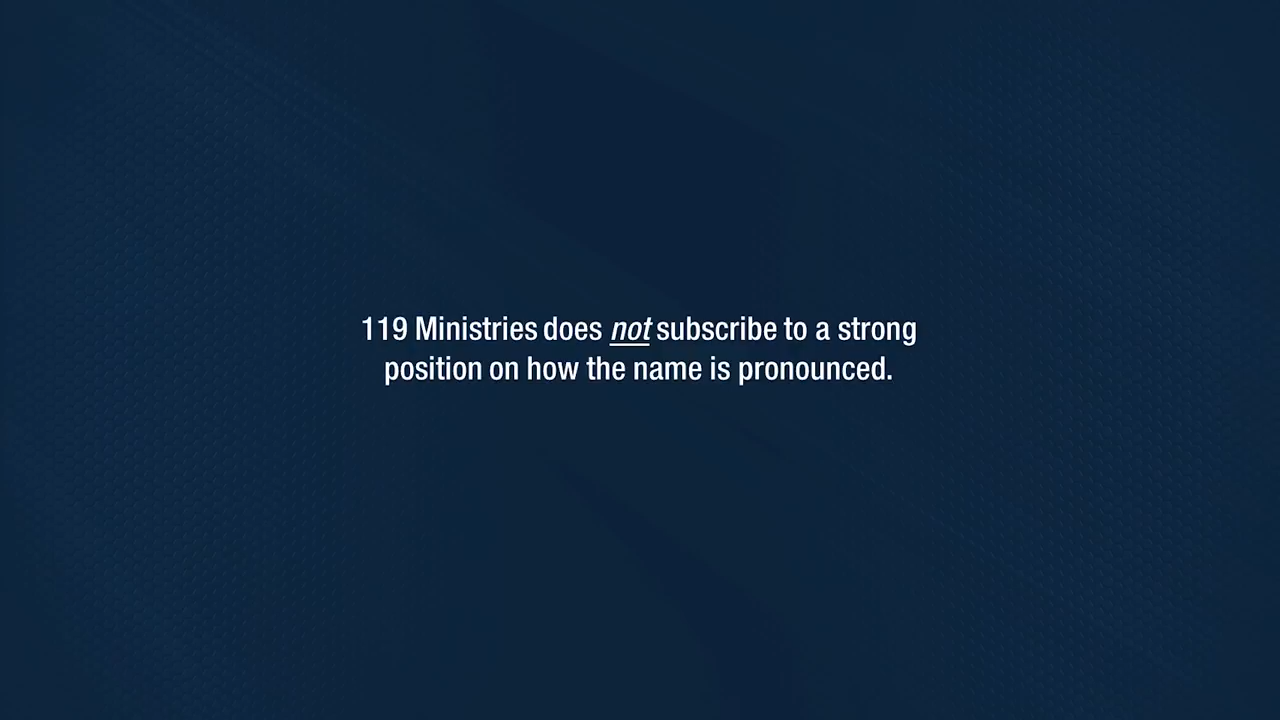 119 Ministries does not subscribe to a strong
position on how the name is pronounced.